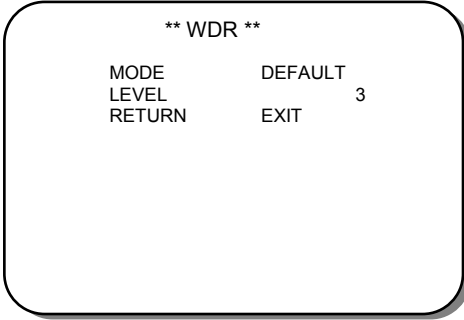 ** WDR **
MODE DEFAULT
LEVEL 3
RETURN EXIT